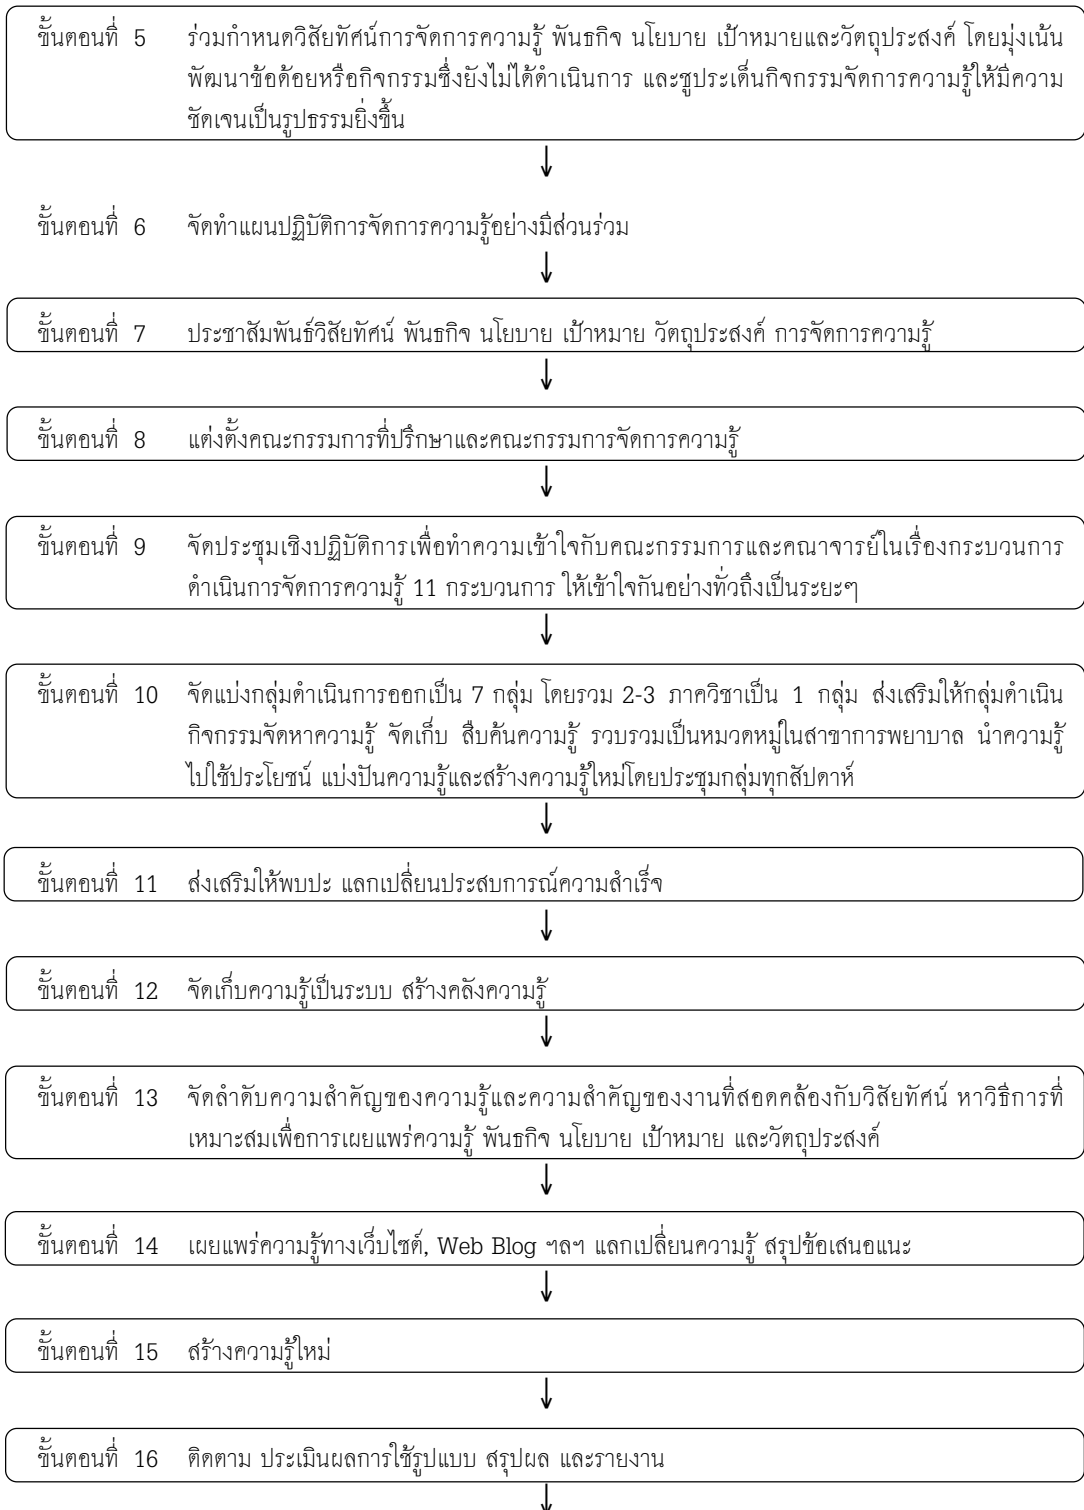 ขั้นตอนที่ 5 ร่วมกำหนดวิสัยทัศน์การจัดการความรู้ พันธกิจ นโยบาย เป้าหมายและวัตถุประสงค์ โดยมุ่งเน้น
พัฒนาข้อด้อยหรือกิจกรรมซึ่งยังไม่ได้ดำเนินการ และชูประเด็นกิจกรรมจัดการความรู้ให้มีความ
ชัดเจนเป็นรูปธรรมยิ่งขึ้น
ขั้นตอนที่ 6 จัดทำแผนปฏิบัติการจัดการความรู้อย่างมีส่วนร่วม
ขั้นตอนที่ 7 ประชาสัมพันธ์วิสัยทัศน์ พันธกิจ นโยบาย เป้าหมาย วัตถุประสงค์ การจัดการความรู้
ขั้นตอนที่ 8 แต่งตั้งคณะกรรมการที่ปรึกษาและคณะกรรมการจัดการความรู้
ขั้นตอนที่ 9 จัดประชุมเชิงปฏิบัติการเพื่อทำความเข้าใจกับคณะกรรมการและคณาจารย์ในเรื่องกระบวนการ
ดำเนินการจัดการความรู้ 11 กระบวนการ ให้เข้าใจกันอย่างทั่วถึงเป็นระยะๆ
ขั้นตอนที่ 10 จัดแบ่งกลุ่มดำเนินการออกเป็น 7 กลุ่ม โดยรวม 2-3 ภาควิชาเป็น 1 กลุ่ม ส่งเสริมให้กลุ่มดำเนิน
กิจกรรมจัดหาความรู้ จัดเก็บ สืบค้นความรู้ รวบรวมเป็นหมวดหมู่ในสาขาการพยาบาล นำความรู้
ไปใช้ประโยชน์ แบ่งปันความรู้และสร้างความรู้ใหม่โดยประชุมกลุ่มทุกสัปดาห์
ขั้นตอนที่ 11 ส่งเสริมให้พบปะ แลกเปลี่ยนประสบการณ์ความสำเร็จ
ขั้นตอนที่ 12 จัดเก็บความรู้เป็นระบบ สร้างคลังความรู้
ขั้นตอนที่ 13 จัดลำดับความสำคัญของความรู้และความสำคัญของงานที่สอดคล้องกับวิสัยทัศน์ หาวิธีการที่
เหมาะสมเพื่อการเผยแพร่ความรู้ พันธกิจ นโยบาย เป้าหมาย และวัตถุประสงค์
ขั้นตอนที่ 14 เผยแพร่ความรู้ทางเว็บไซต์, Web Blog ฯลฯ แลกเปลี่ยนความรู้ สรุปข้อเสนอแนะ
ขั้นตอนที่ 15 สร้างความรู้ใหม่
ขั้นตอนที่ 16 ติดตาม ประเมินผลการใช้รูปแบบ สรุปผล และรายงาน